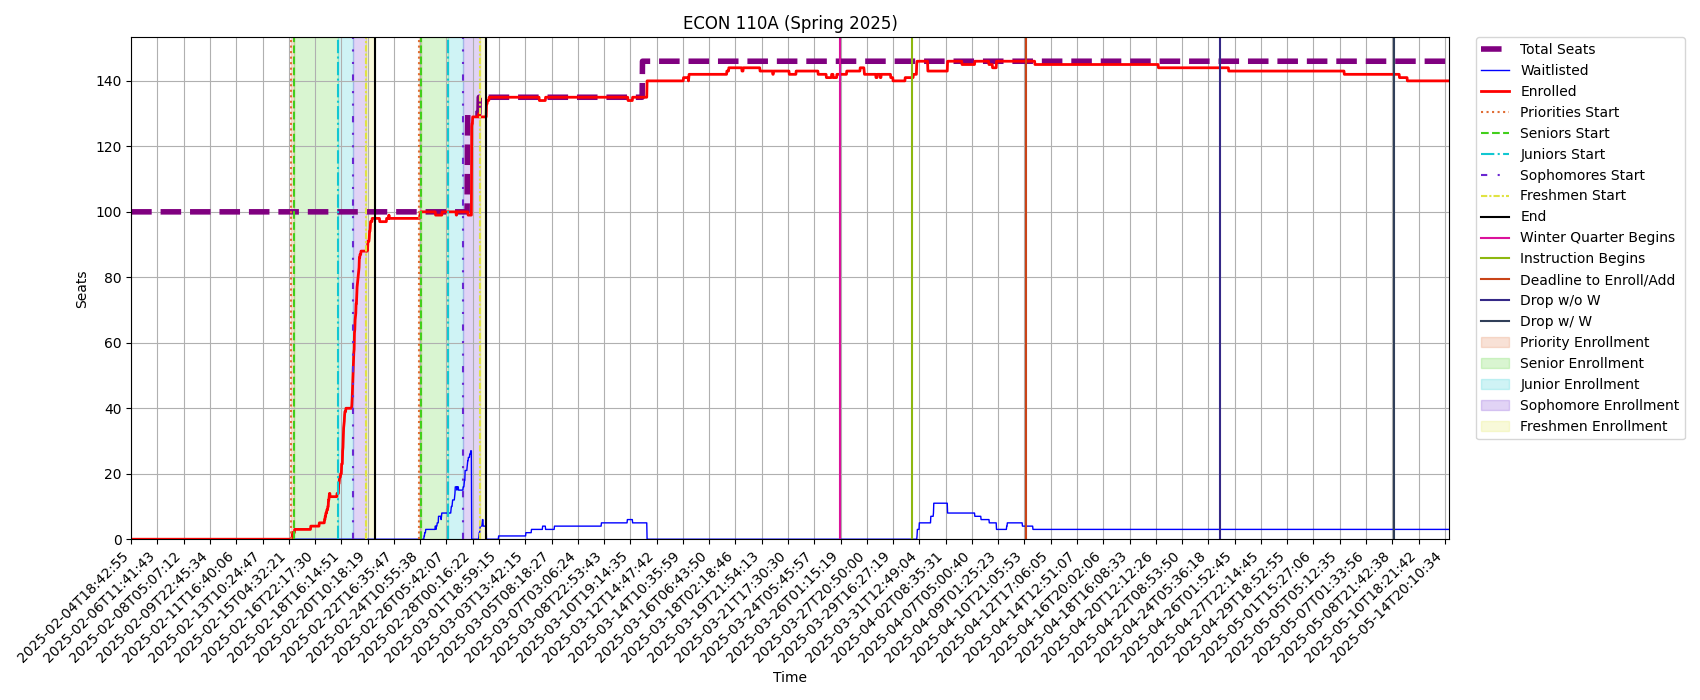 ECON 110A (Spring 2025)
Seats
140
120
100
80
60
40
20
0
2025-02-04T18:42:55
2025-02-06T11:41:43
2025-02-08T05:07:12
2025-02-09T22:45:34
2025-02-11T16:40:06
2025-02-13T10:24:47
2025-02-15T04:32:21
2025-02-16T22:17:30
2025-02-18T16:14:51
2025-02-20T10:18:19
2025-02-22T16:35:47
2025-02-24T10:55:38
2025-02-26T05:42:07
2025-02-28T00:16:22
2025-03-01T18:59:15
2025-03-03T13:42:15
2025-03-05T08:18:27
2025-03-07T03:06:24
2025-03-08T22:53:43
2025-03-10T19:14:35
2025-03-12T14:47:42
2025-03-14T10:35:59
2025-03-16T06:43:50
2025-03-18T02:18:46
2025-03-19T21:54:13
2025-03-21T17:30:30
2025-03-24T05:45:57
2025-03-26T01:15:19
2025-03-27T20:50:00
2025-03-29T16:27:19
2025-03-31T12:49:04
2025-04-02T08:35:31
2025-04-07T05:00:40
2025-04-09T01:25:23
2025-04-10T21:05:53
2025-04-12T17:06:05
2025-04-14T12:51:07
2025-04-16T20:02:06
2025-04-18T16:08:33
2025-04-20T12:12:26
2025-04-22T08:53:50
2025-04-24T05:36:18
2025-04-26T01:52:45
2025-04-27T22:14:45
2025-04-29T18:52:55
2025-05-01T15:27:06
2025-05-05T05:12:35
2025-05-07T01:33:56
2025-05-08T21:42:38
2025-05-10T18:21:42
2025-05-14T20:10:34
Time
Total Seats
Waitlisted
Enrolled
Priorities Start
Seniors Start
Juniors Start
Sophomores Start
Freshmen Start
End
Winter Quarter Begins
Instruction Begins
Deadline to Enroll/Add
Drop w/o W
Drop w/ W
Priority Enrollment
Senior Enrollment
Junior Enrollment
Sophomore Enrollment
Freshmen Enrollment